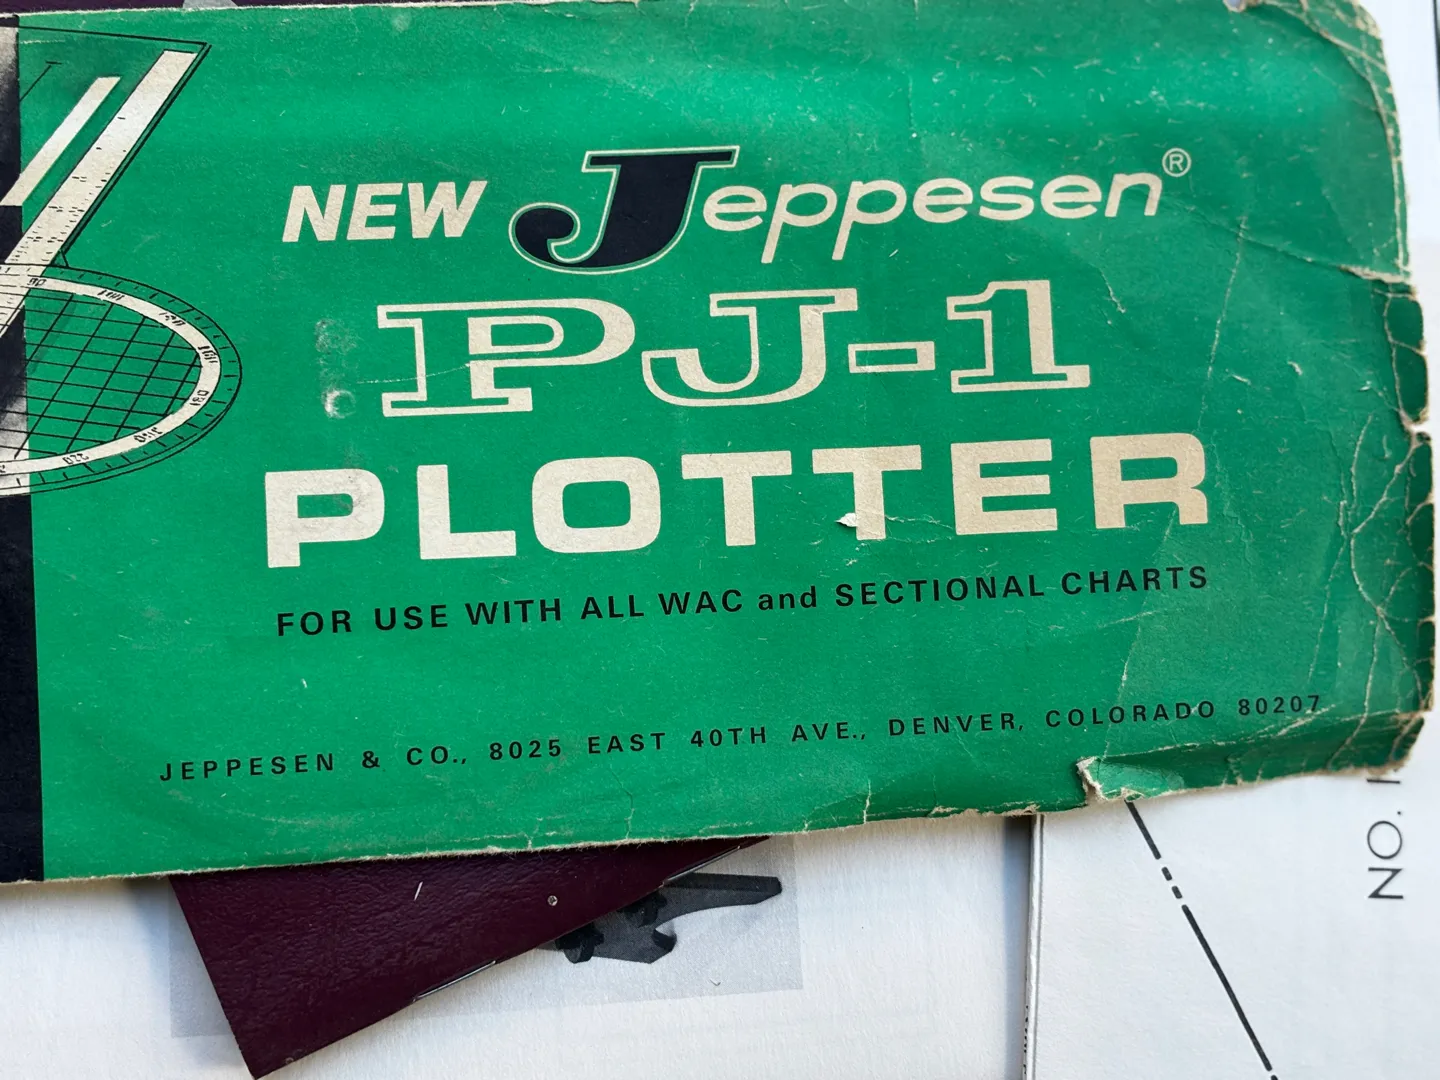 NEW Jeppesen®
PJ-1
PLOTTER
FOR USE WITH ALL WAC and SECTIONAL CHARTS
JEPPESEN & CO., 8025 EAST 40TH AVE., DENVER, COLORADO 80207
NO.